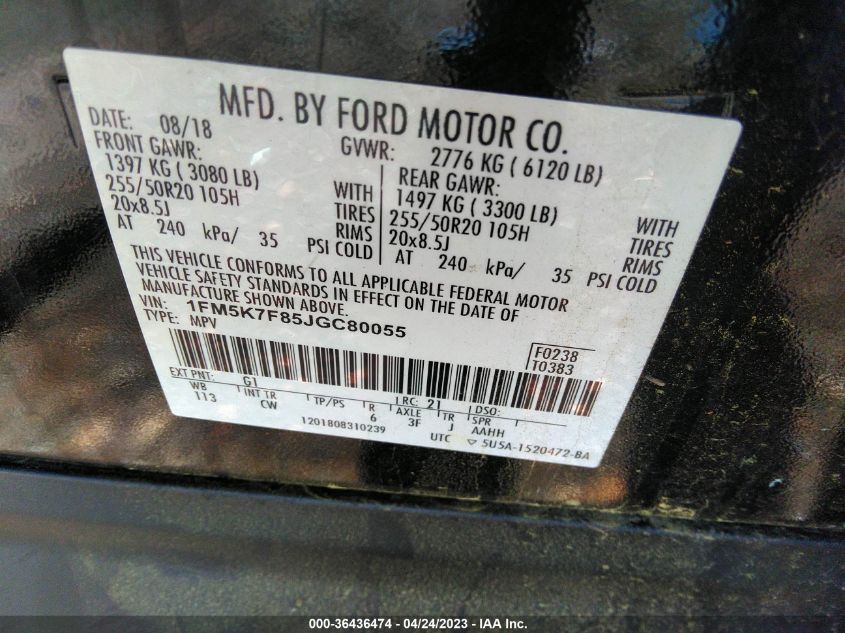 MFD. BY FORD MOTOR CO.
DATE: 08/18 GVWR: 2776 KG ( 6120 LB)
FRONT GAWR: REAR GAWR:
1397 KG ( 3080 LB) WITH 1497 KG ( 3300 LB) WITH
255/50R20 105H TIRES 255/50R20 105H TIRES
20x8.5J RIMS 20x8.5J RIMS
AT 240 kPa/ 35 PSI COLD AT 240 kPa/ 35 PSI COLD
THIS VEHICLE CONFORMS TO ALL APPLICABLE FEDERAL MOTOR
VEHICLE SAFETY STANDARDS IN EFFECT ON THE DATE OF
MANUFACTURE SHOWN ABOVE.
VIN: 1FM5K7F85JGC80055
TYPE: MPV
F0238
T0383
EXT PNT: G1 RC: 21 DSO:
WB INT TR TP/PS R AXLE TR SPR
113 CW 6 3F J AAHH
1201808310239 UTC ▽ 5U5A-1520472-BA
000-36436474 - 04/24/2023 - IAA Inc.